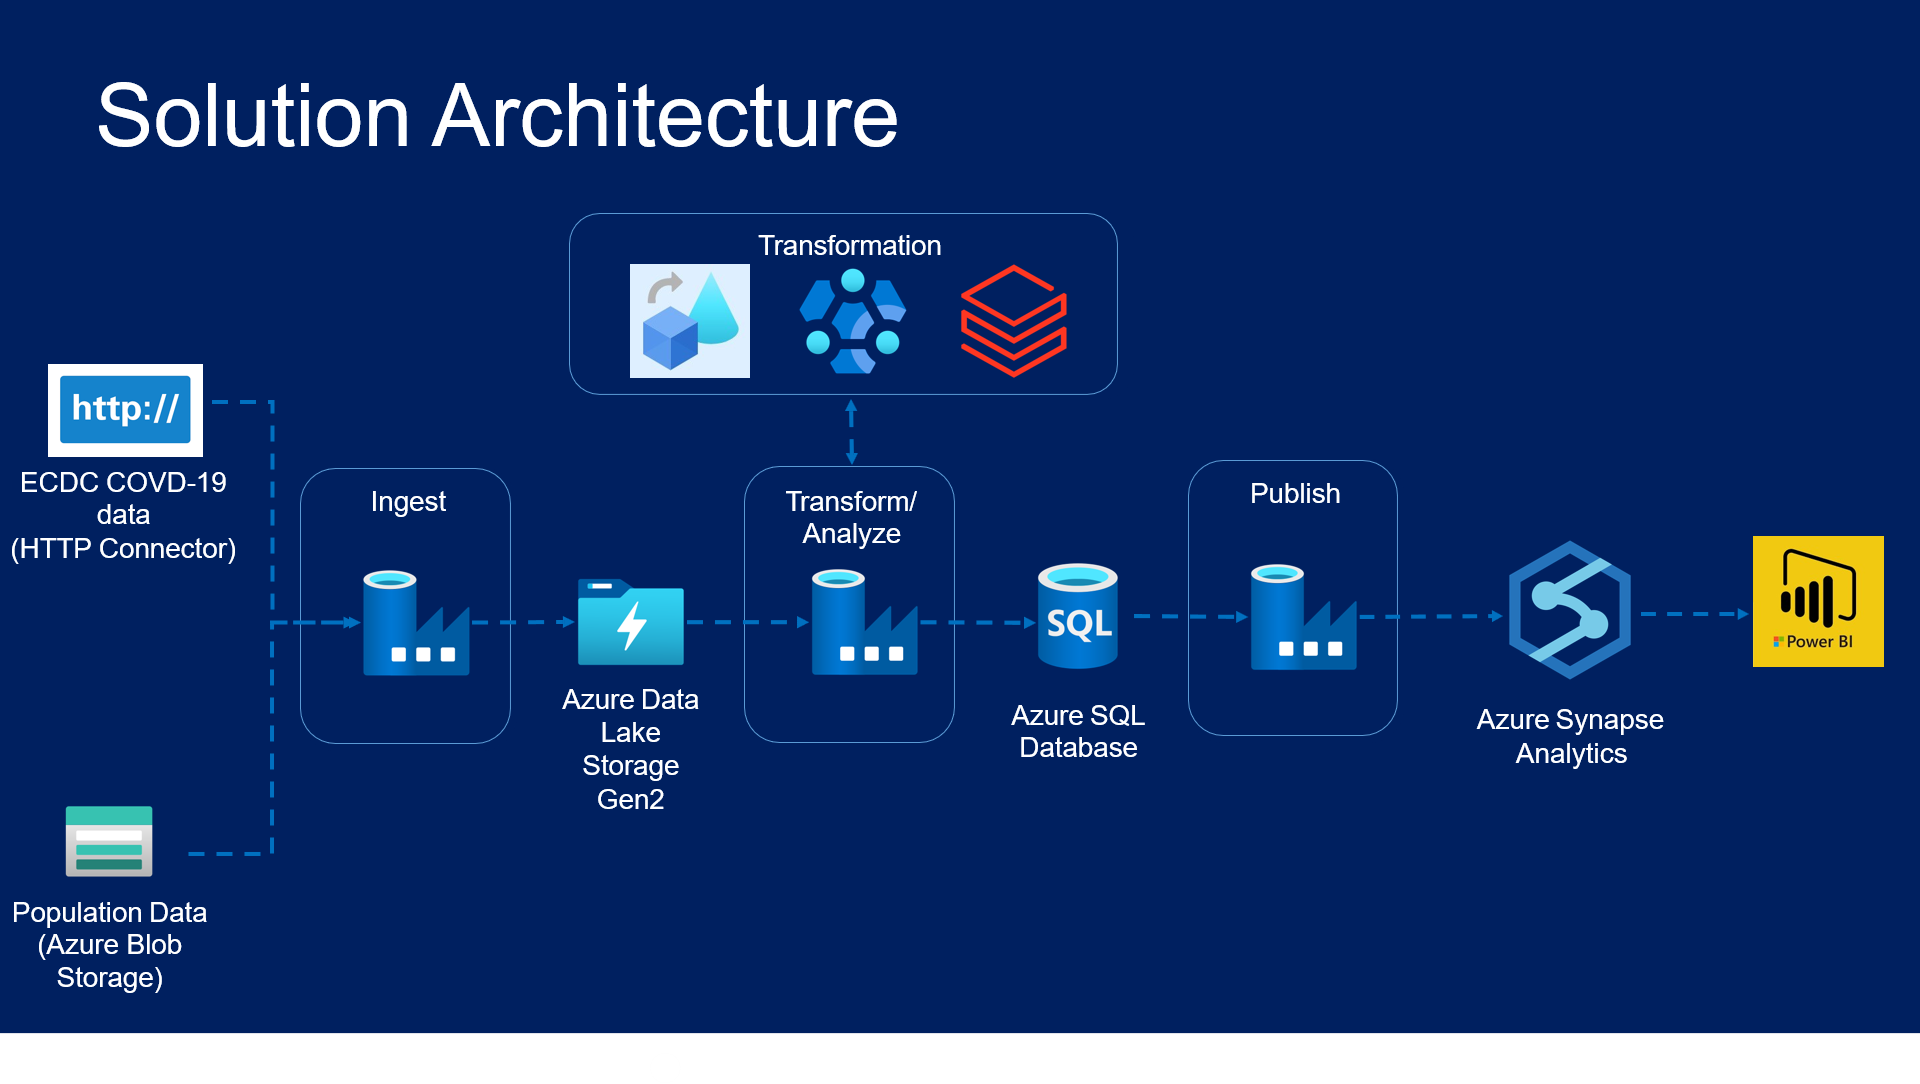 Solution Architecture
Transformation
http://
ECDC COVD-19
data
(HTTP Connector)
Ingest
Transform/
Analyze
Publish
SQL
Power BI
Azure Data
Lake
Storage
Gen2
Azure SQL
Database
Azure Synapse
Analytics
Population Data
(Azure Blob
Storage)